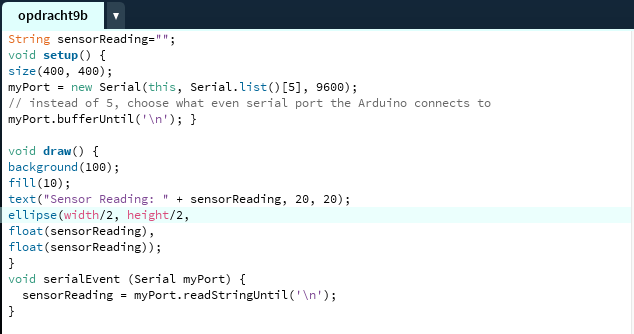 opdracht9b ▼
String sensorReading="";
void setup() {
size(400, 400);
myPort = new Serial(this, Serial.list()[5], 9600);
// instead of 5, choose what even serial port the Arduino connects to
myPort.bufferUntil('\n'); }
void draw() {
background(100);
fill(10);
text("Sensor Reading: " + sensorReading, 20, 20);
ellipse(width/2, height/2,
float(sensorReading),
float(sensorReading));
}
void serialEvent (Serial myPort) {
  sensorReading = myPort.readStringUntil('\n');
}